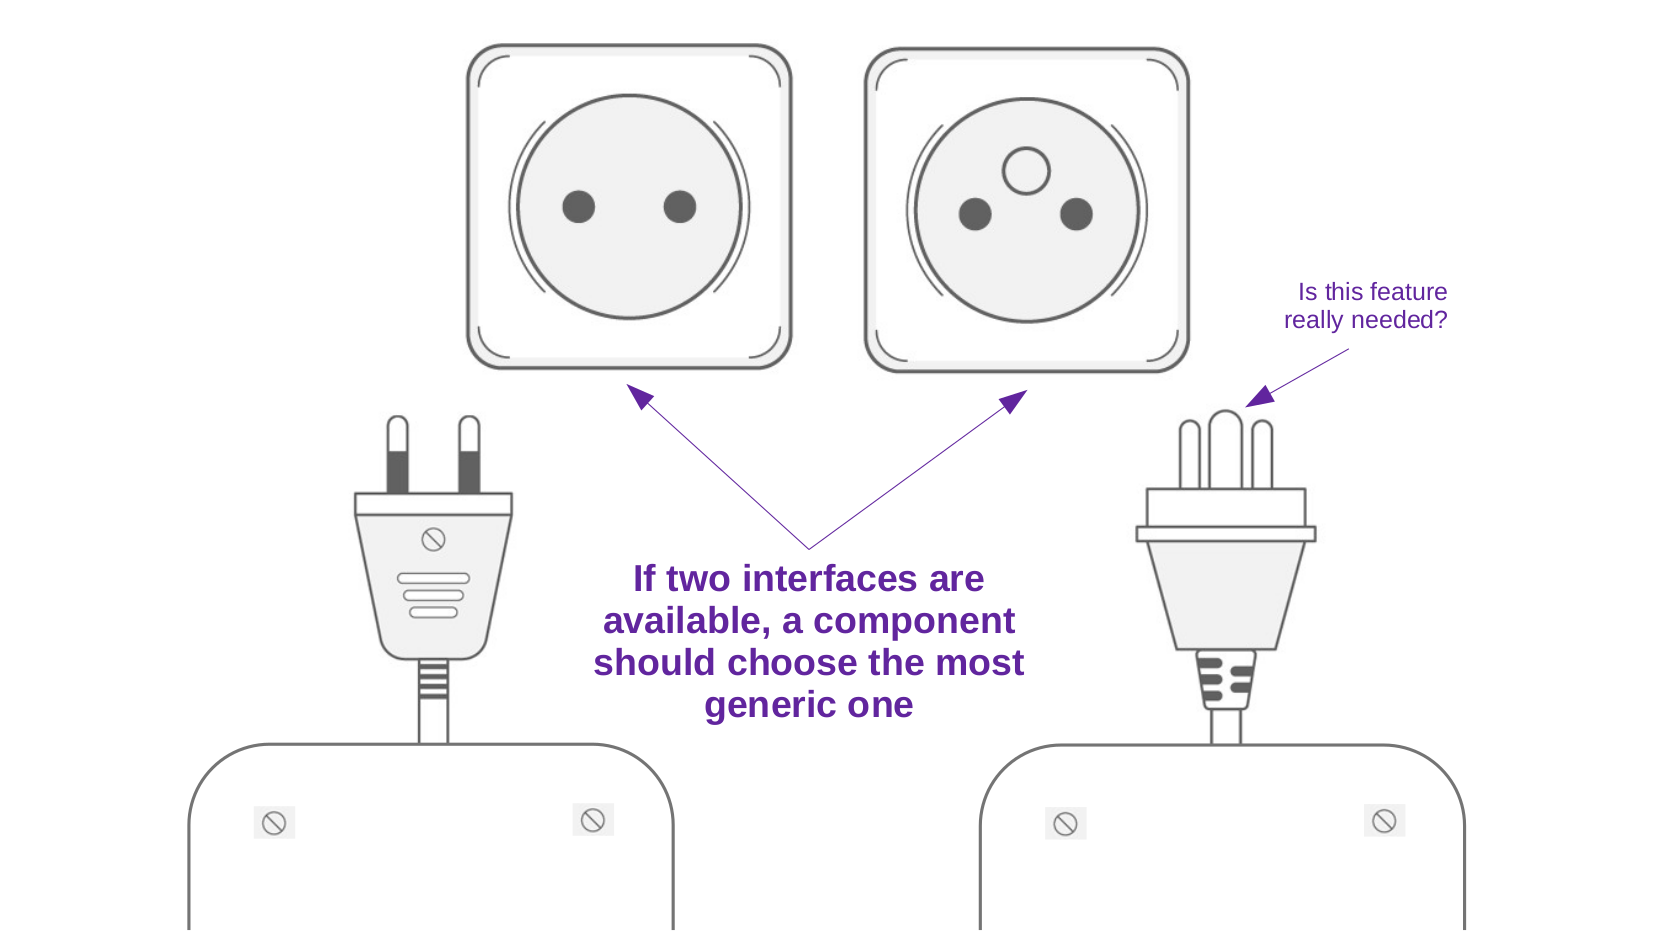 Is this feature
really needed?
If two interfaces are
available, a component
should choose the most
generic one